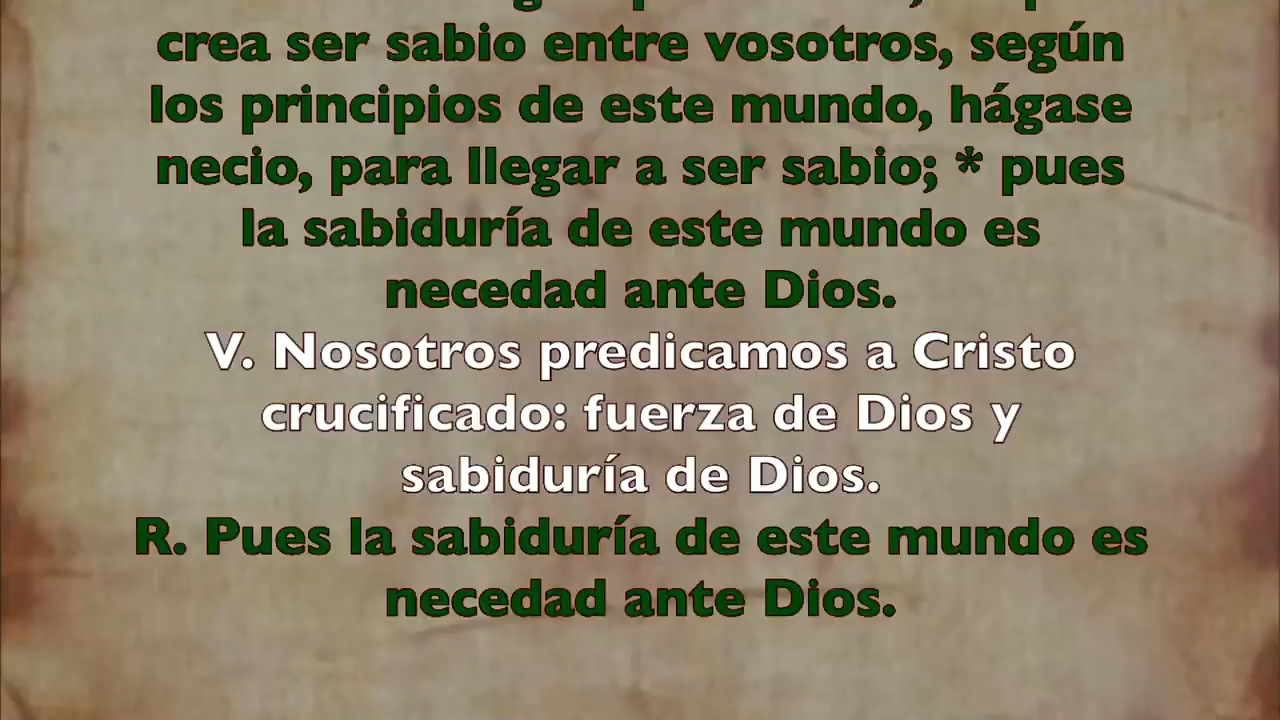 crea ser sabio entre vosotros, según
los principios de este mundo, hágase
necio, para llegar a ser sabio; * pues
la sabiduría de este mundo es
necedad ante Dios.
V. Nosotros predicamos a Cristo
crucificado: fuerza de Dios y
sabiduría de Dios.
R. Pues la sabiduría de este mundo es
necedad ante Dios.